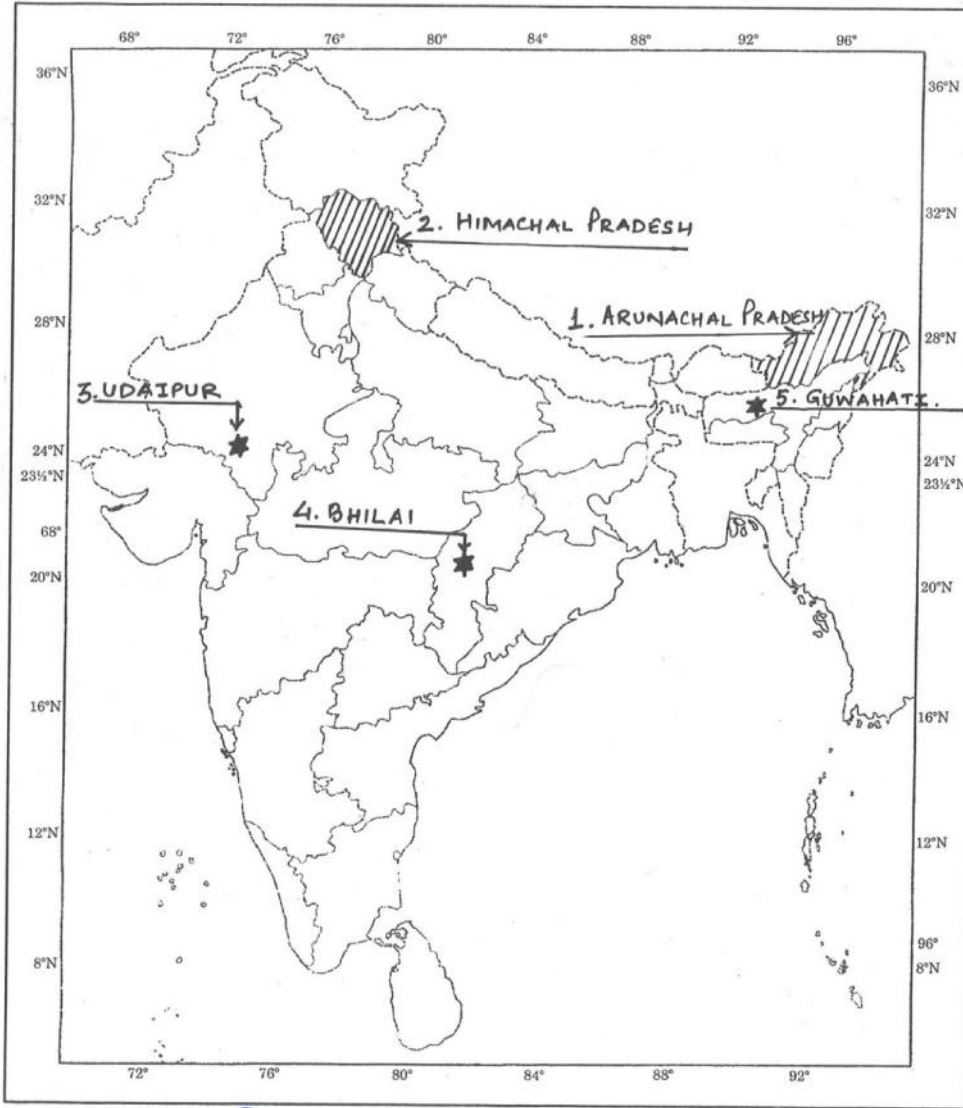 68° 72° 76° 80° 84° 88° 92° 96°
36°N 36°N
32°N 32°N
2. HIMACHAL PRADESH
1. ARUNACHAL PRADESH
28°N 28°N
3. UDAIPUR
5. GUWAHATI.
24°N 24°N
23½°N 23½°N
4. BHILAI
68°
20°N 20°N
16°N 16°N
12°N 12°N
96°
8°N 8°N
72° 76° 80° 84° 88° 92°